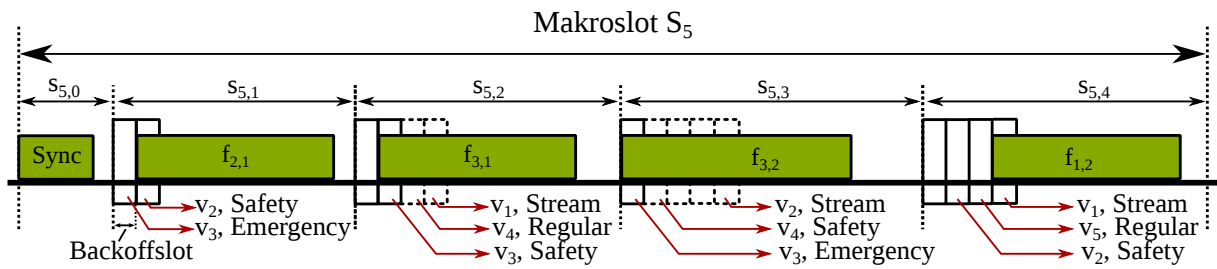 Makroslot S₅
s₅,₀
s₅,₁
s₅,₂
s₅,₃
s₅,₄
Sync
f₂,₁
f₃,₁
f₃,₂
f₁,₂
v₂, Safety
v₃, Emergency
Backoffslot
v₁, Stream
v₄, Regular
v₃, Safety
v₂, Stream
v₄, Safety
v₃, Emergency
v₁, Stream
v₅, Regular
v₂, Safety